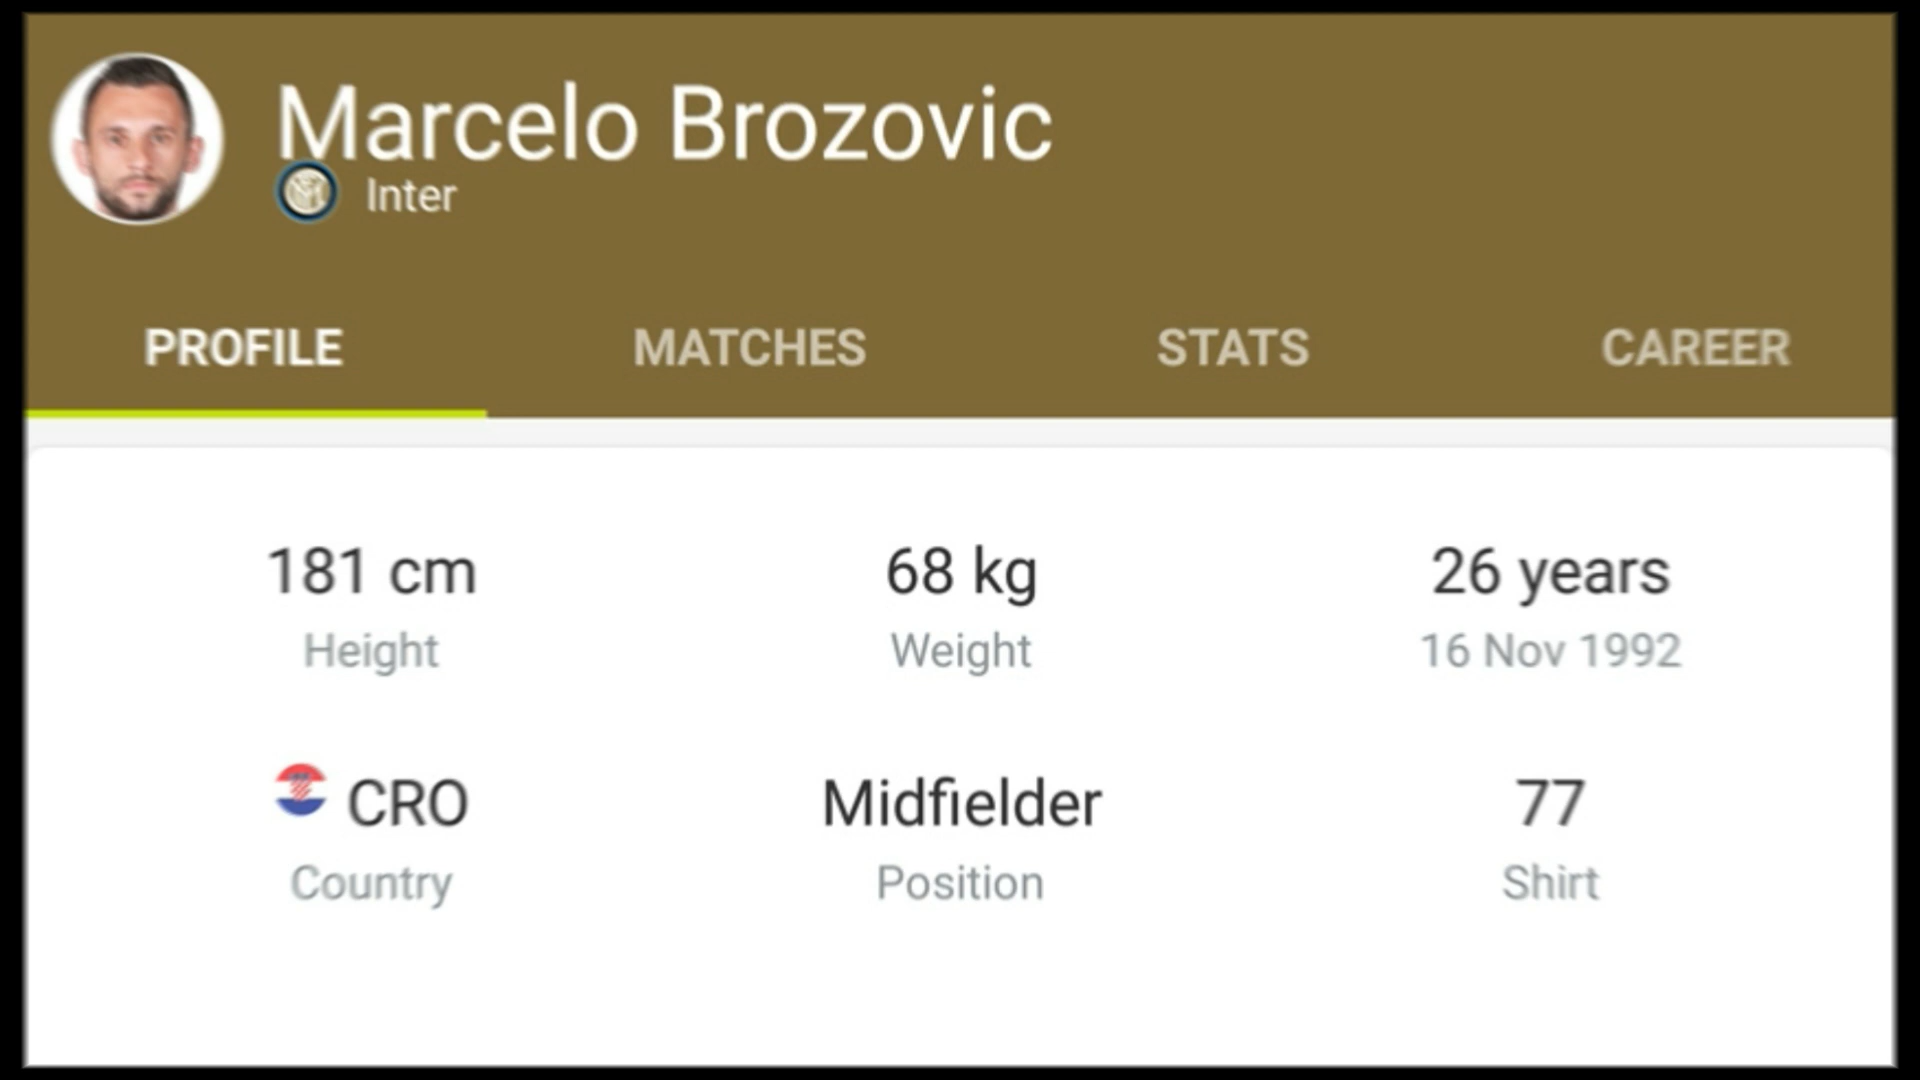 Marcelo Brozovic
Inter
PROFILE MATCHES STATS CAREER
181 cm 68 kg 26 years
Height Weight 16 Nov 1992
CRO Midfielder 77
Country Position Shirt